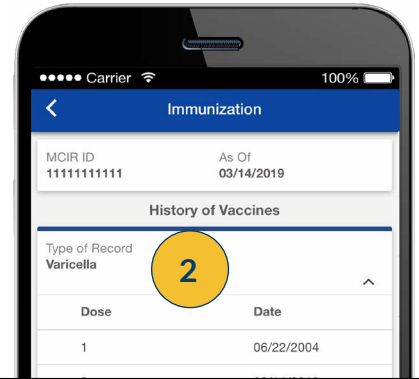 Carrier 100%
Immunization
MCIR ID As Of
11111111111 03/14/2019
History of Vaccines
Type of Record
Varicella
2
Dose Date
1 06/22/2004